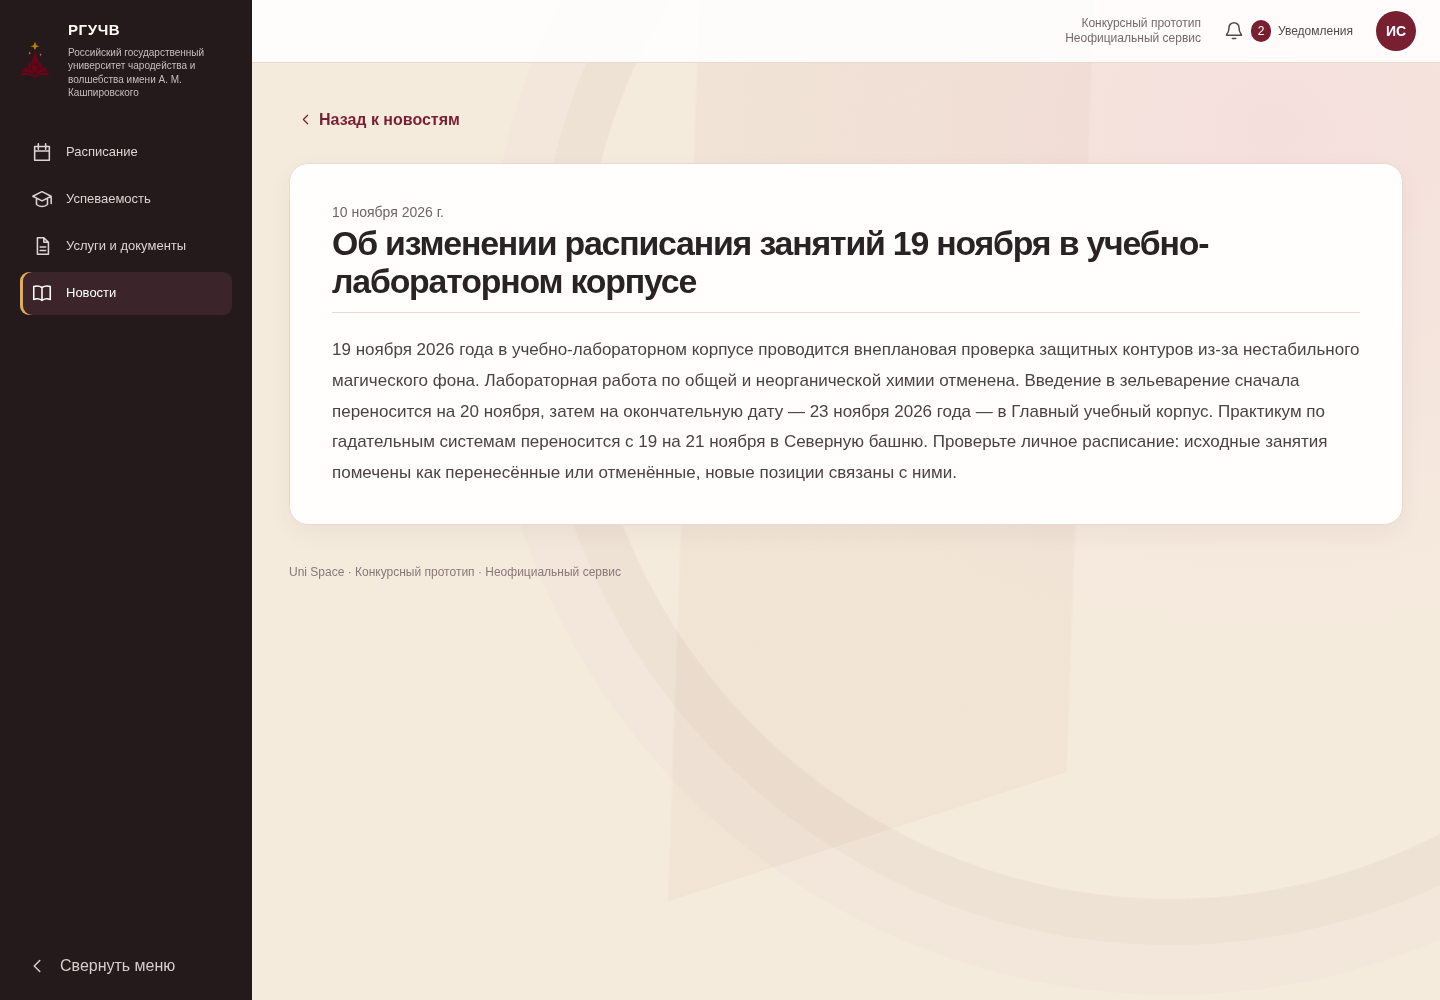 РГУЧВ
Российский государственный
университет чародейства и
волшебства имени А. М.
Кашпировского
Расписание
Успеваемость
Услуги и документы
Новости
Свернуть меню
Конкурсный прототип
Неофициальный сервис
2
Уведомления
ИС
Назад к новостям
10 ноября 2026 г.
Об изменении расписания занятий 19 ноября в учебно-
лабораторном корпусе
19 ноября 2026 года в учебно-лабораторном корпусе проводится внеплановая проверка защитных контуров из-за нестабильного
магического фона. Лабораторная работа по общей и неорганической химии отменена. Введение в зельеварение сначала
переносится на 20 ноября, затем на окончательную дату — 23 ноября 2026 года — в Главный учебный корпус. Практикум по
гадательным системам переносится с 19 на 21 ноября в Северную башню. Проверьте личное расписание: исходные занятия
помечены как перенесённые или отменённые, новые позиции связаны с ними.
Uni Space · Конкурсный прототип · Неофициальный сервис